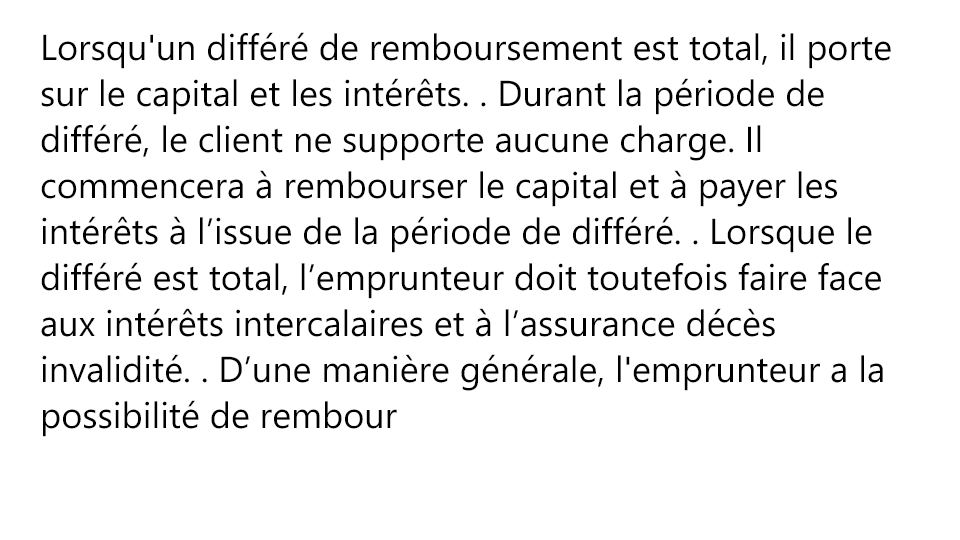 Lorsqu'un différé de remboursement est total, il porte
sur le capital et les intérêts. . Durant la période de
différé, le client ne supporte aucune charge. Il
commencera à rembourser le capital et à payer les
intérêts à l’issue de la période de différé. . Lorsque le
différé est total, l’emprunteur doit toutefois faire face
aux intérêts intercalaires et à l’assurance décès
invalidité. . D’une manière générale, l'emprunteur a la
possibilité de rembour